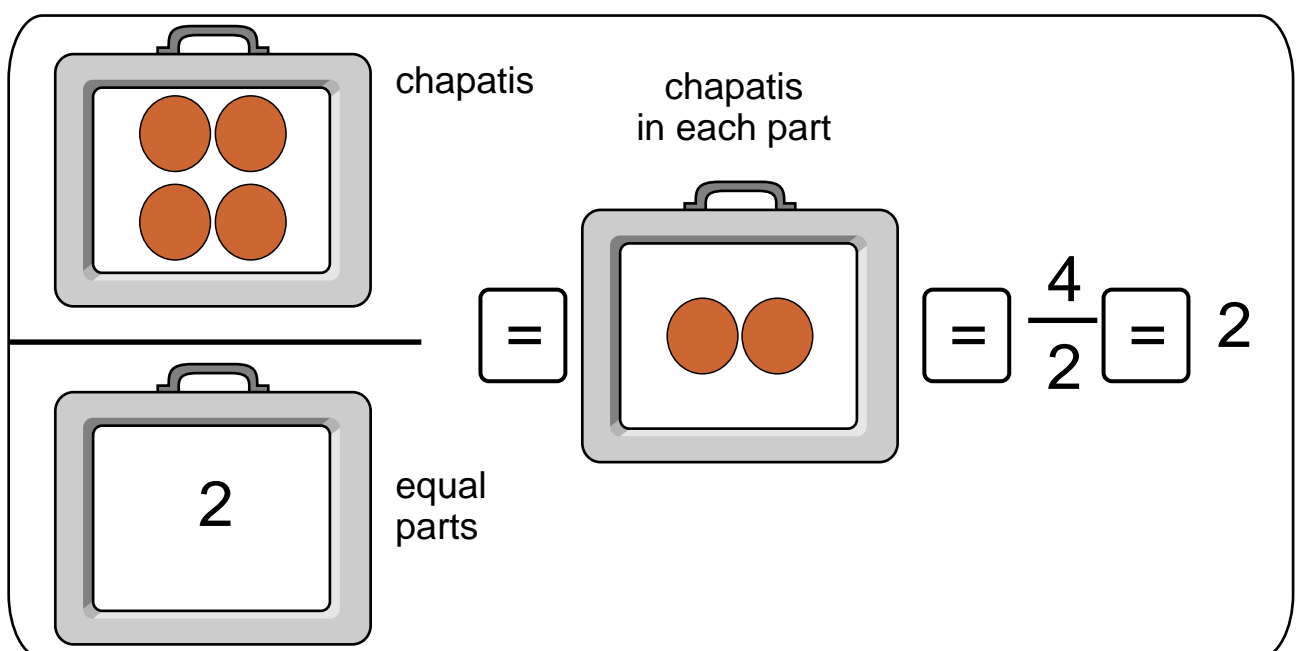 chapatis
2
equal
parts
=
chapatis
in each part
=
4
2
=
2